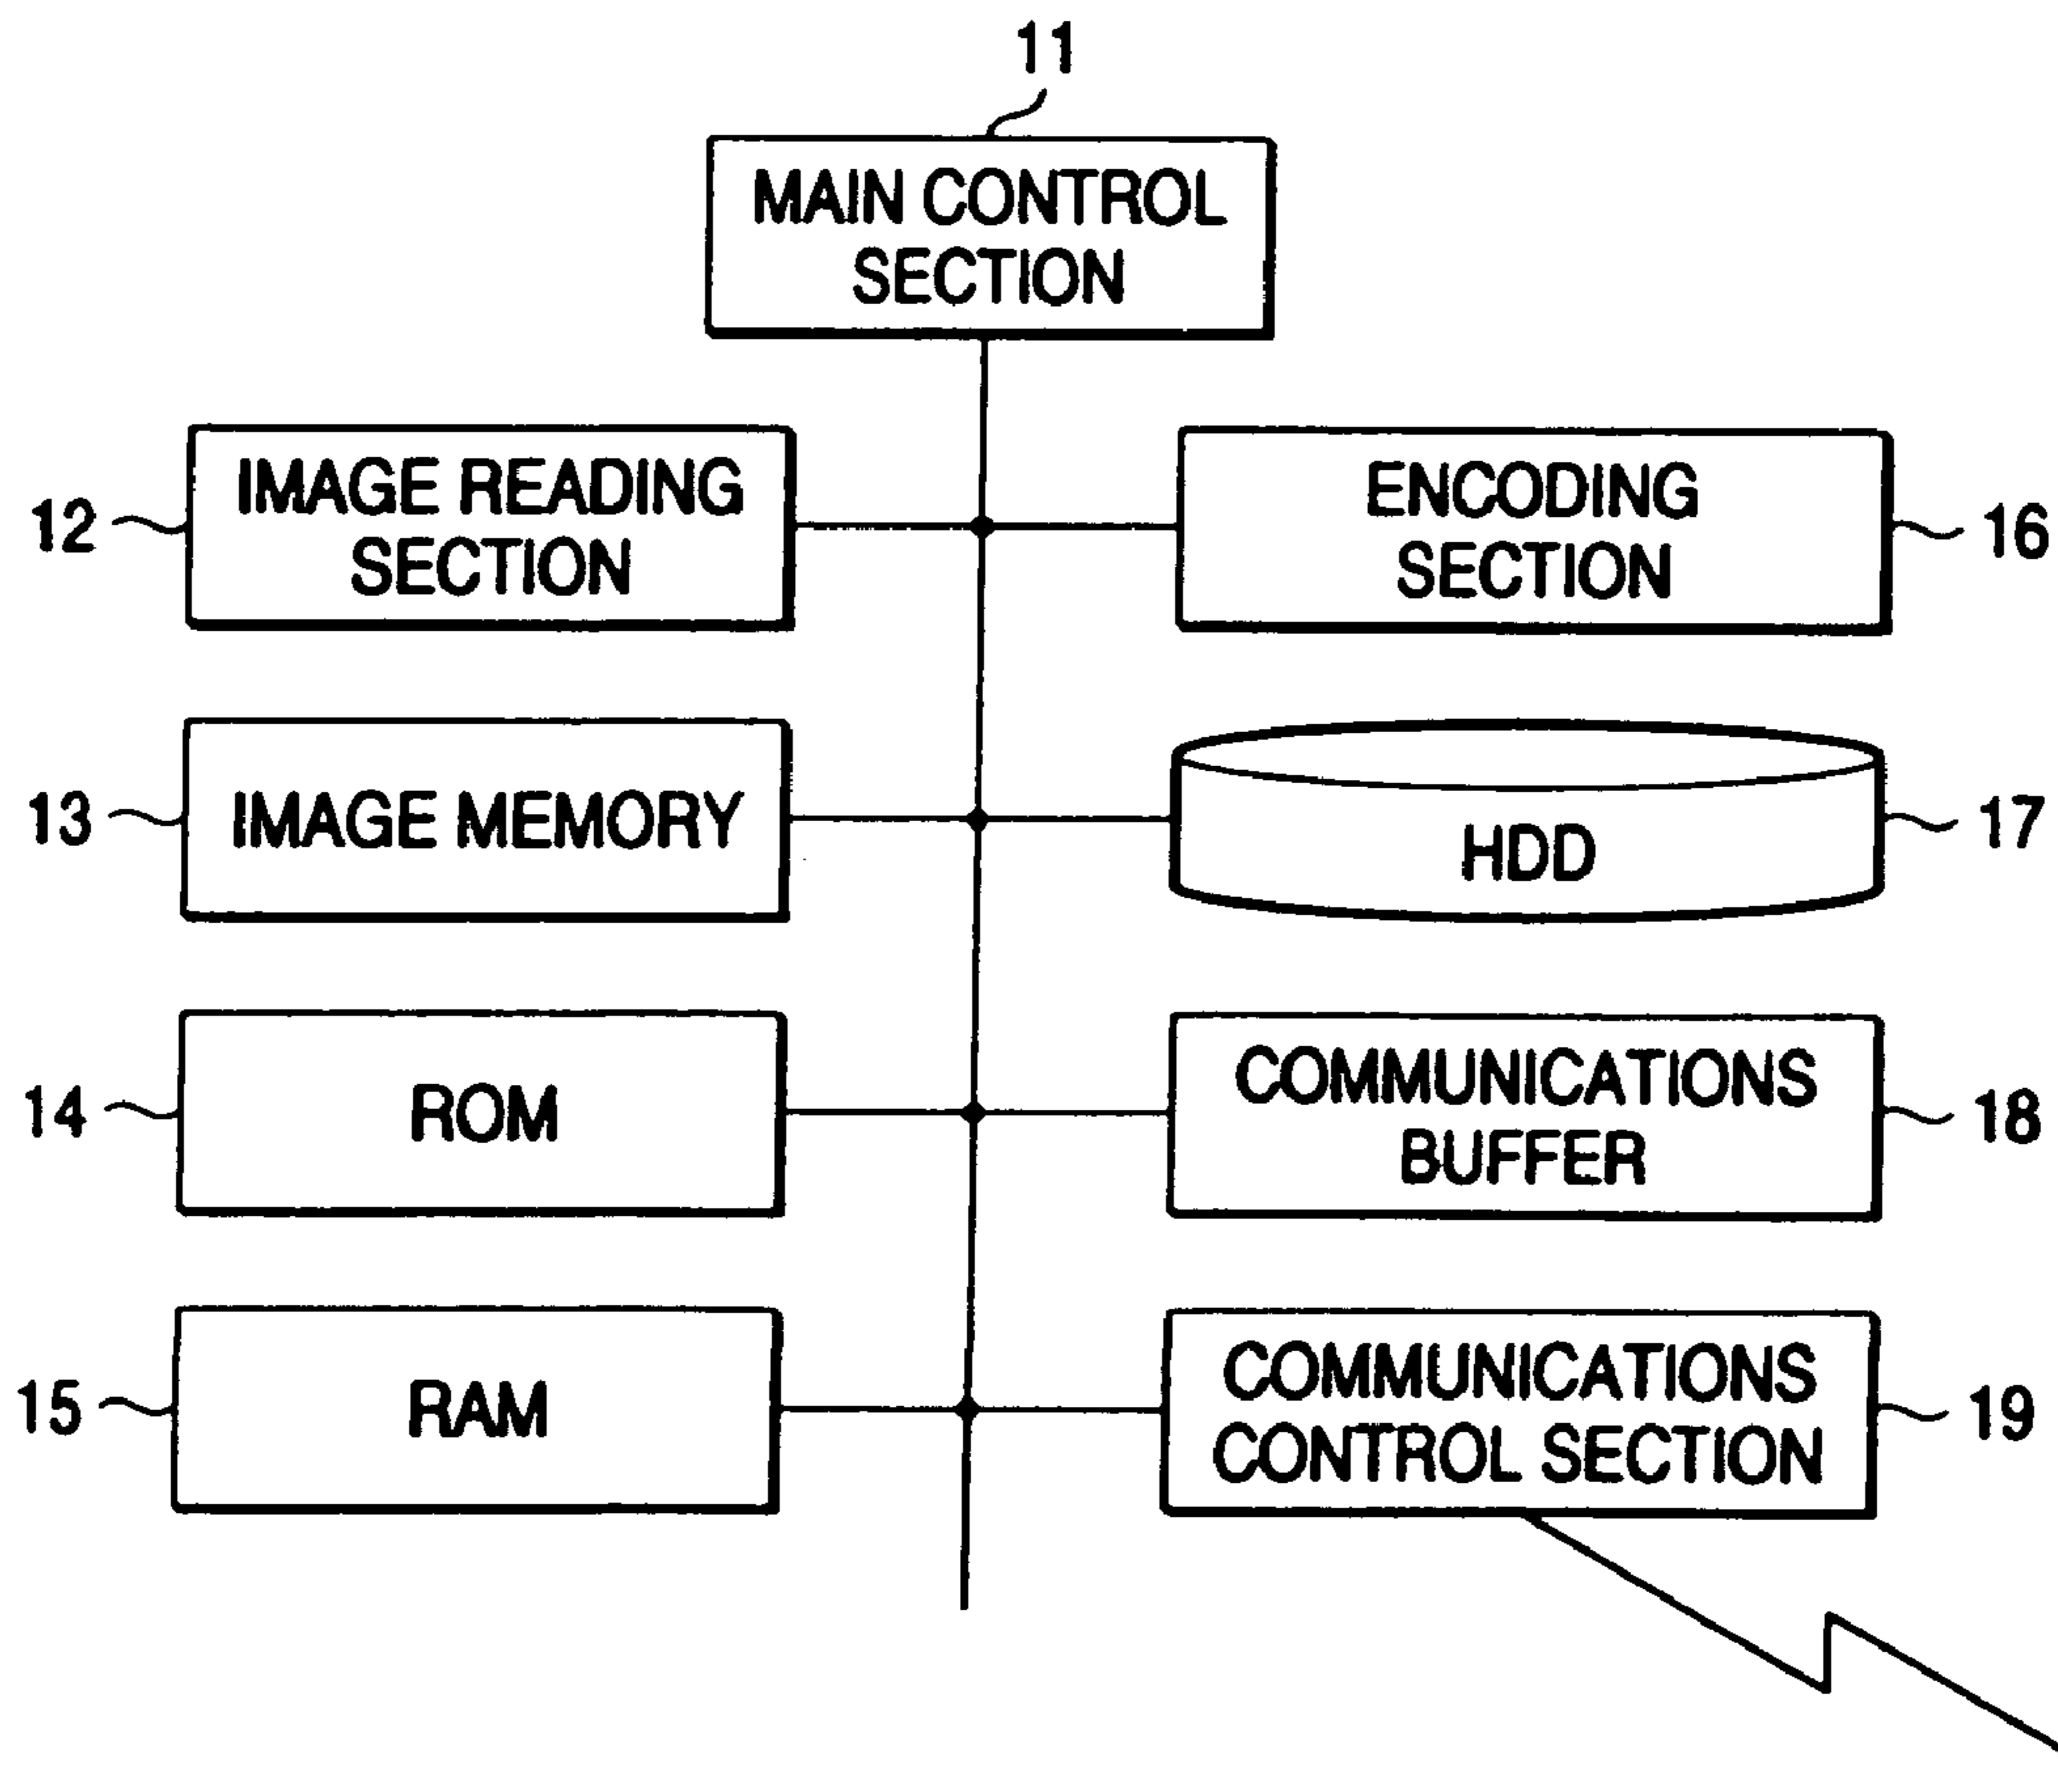 11
MAIN CONTROL
SECTION
12
IMAGE READING
SECTION
ENCODING
SECTION
16
13
IMAGE MEMORY
HDD
17
14
ROM
COMMUNICATIONS
BUFFER
18
15
RAM
COMMUNICATIONS
CONTROL SECTION
19